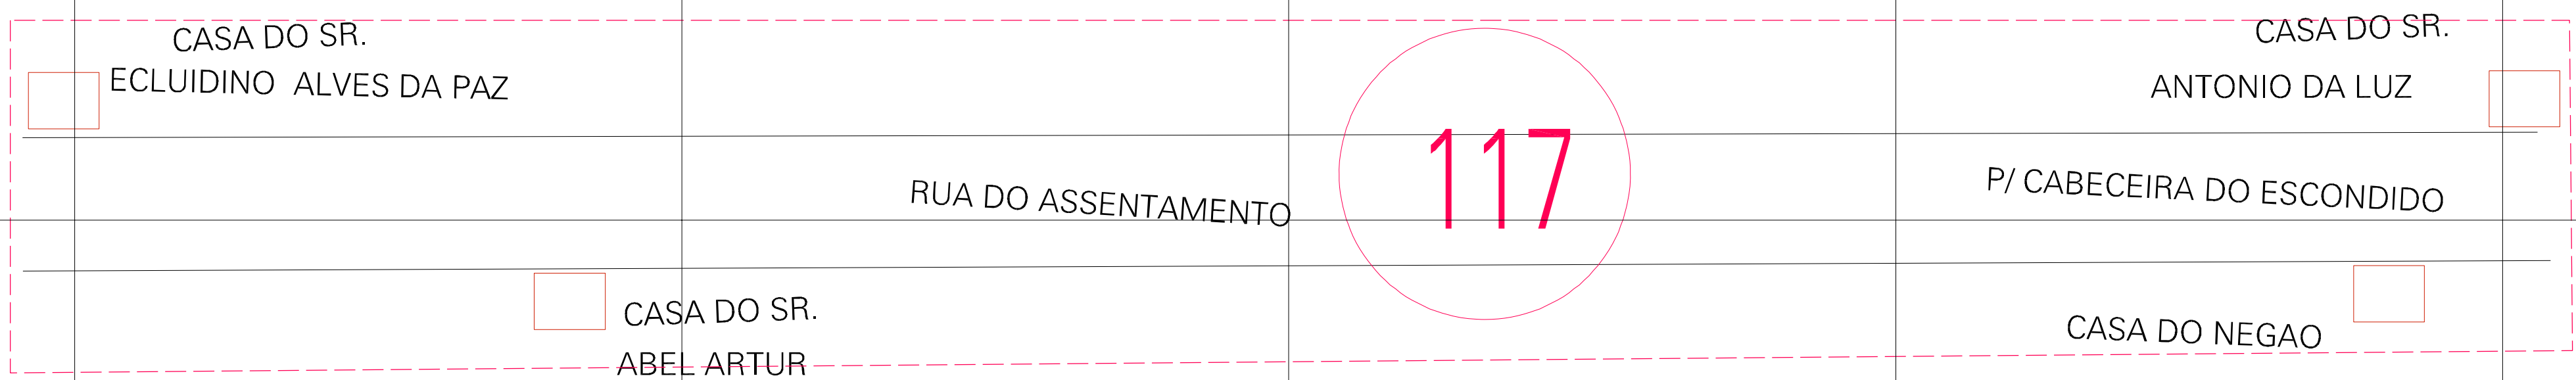 CASA DO SR.
ECLUIDINO ALVES DA PAZ
CASA DO SR.
ANTONIO DA LUZ
117
RUA DO ASSENTAMENTO
P/ CABECEIRA DO ESCONDIDO
CASA DO SR.
ABEL ARTUR
CASA DO NEGAO